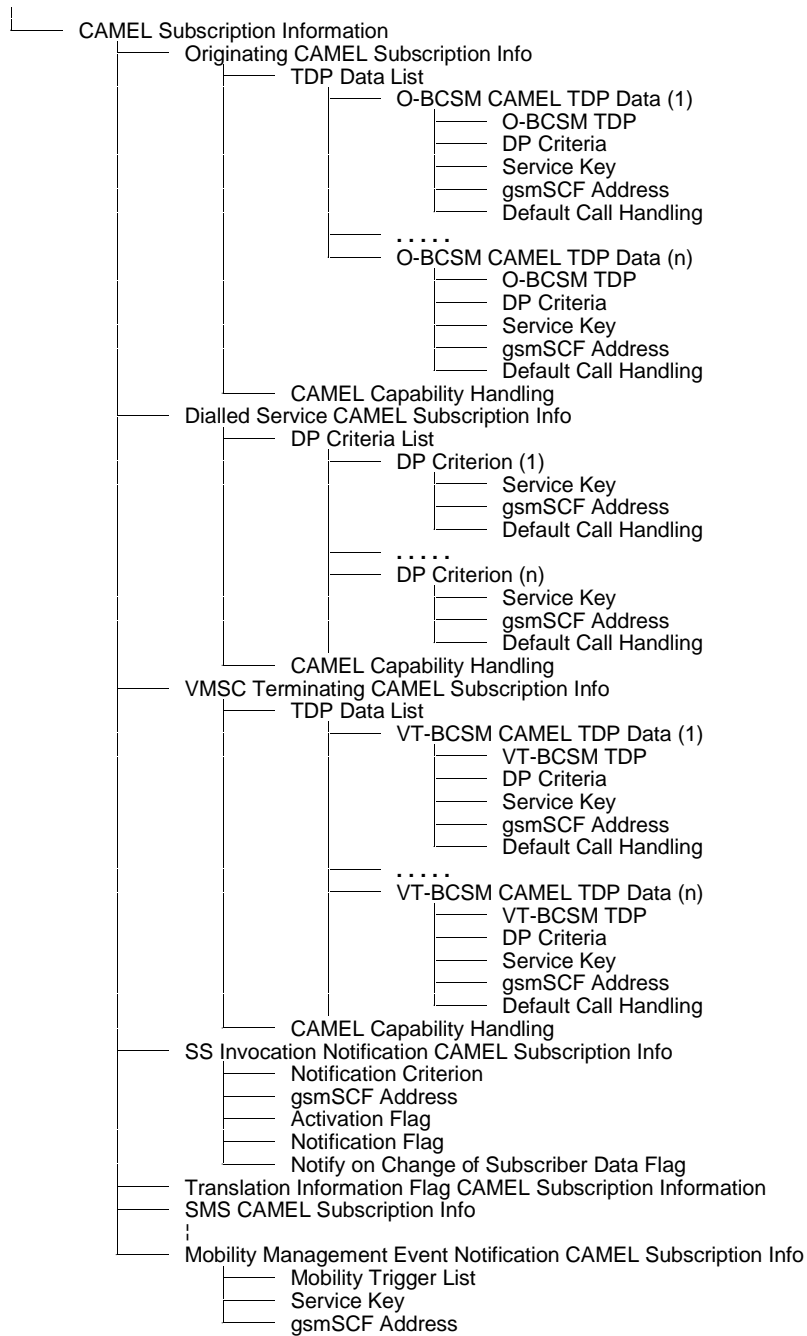 CAMEL Subscription Information
Originating CAMEL Subscription Info
TDP Data List
O-BCSM CAMEL TDP Data (1)
O-BCSM TDP
DP Criteria
Service Key
gsmSCF Address
Default Call Handling
. . . . .
O-BCSM CAMEL TDP Data (n)
O-BCSM TDP
DP Criteria
Service Key
gsmSCF Address
Default Call Handling
CAMEL Capability Handling
Dialled Service CAMEL Subscription Info
DP Criteria List
DP Criterion (1)
Service Key
gsmSCF Address
Default Call Handling
. . . . .
DP Criterion (n)
Service Key
gsmSCF Address
Default Call Handling
CAMEL Capability Handling
VMSC Terminating CAMEL Subscription Info
TDP Data List
VT-BCSM CAMEL TDP Data (1)
VT-BCSM TDP
DP Criteria
Service Key
gsmSCF Address
Default Call Handling
. . . . .
VT-BCSM CAMEL TDP Data (n)
VT-BCSM TDP
DP Criteria
Service Key
gsmSCF Address
Default Call Handling
CAMEL Capability Handling
SS Invocation Notification CAMEL Subscription Info
Notification Criterion
gsmSCF Address
Activation Flag
Notification Flag
Notify on Change of Subscriber Data Flag
Translation Information Flag CAMEL Subscription Information
SMS CAMEL Subscription Info
Mobility Management Event Notification CAMEL Subscription Info
Mobility Trigger List
Service Key
gsmSCF Address